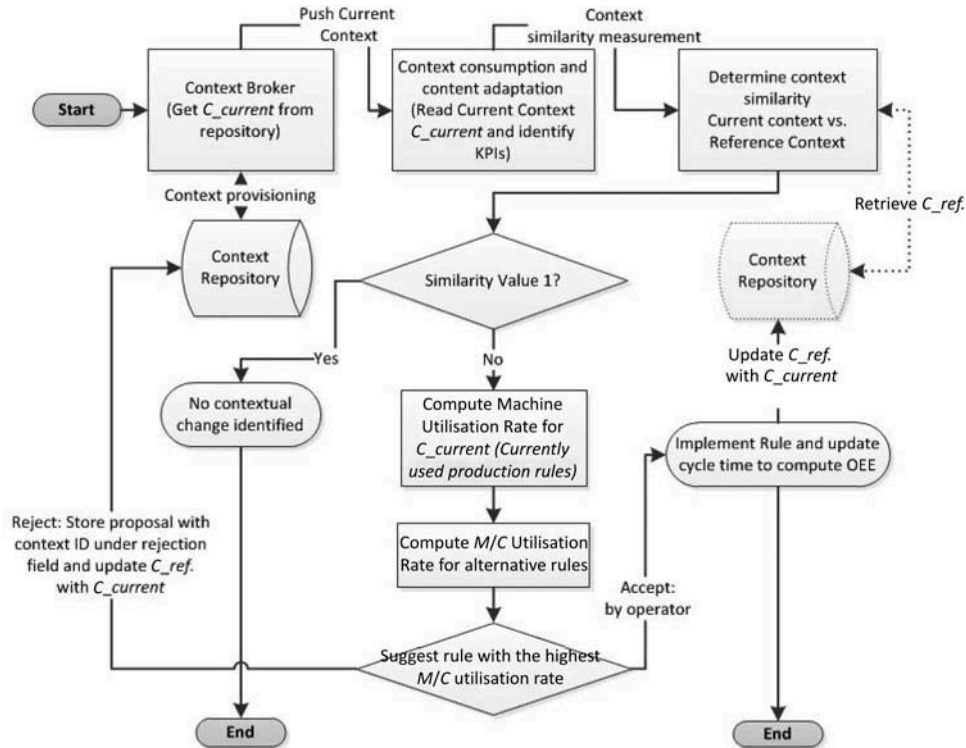 Push Current
Context
Context
similarity measurement
Start
Context Broker
(Get C_current from
repository)
Context consumption and
content adaptation
(Read Current Context
C_current and identify
KPIs)
Determine context
similarity
Current context vs.
Reference Context
Context provisioning
Retrieve C_ref.
Context
Repository
Similarity Value 1?
Context
Repository
Yes
No
Update C_ref.
with C_current
No contextual
change identified
Compute Machine
Utilisation Rate for
C_current (Currently
used production rules)
Implement Rule and update
cycle time to compute OEE
Reject: Store proposal with
context ID under rejection
field and update C_ref.
with C_current
Compute M/C Utilisation
Rate for alternative rules
Accept:
by operator
Suggest rule with the highest
M/C utilisation rate
End
End